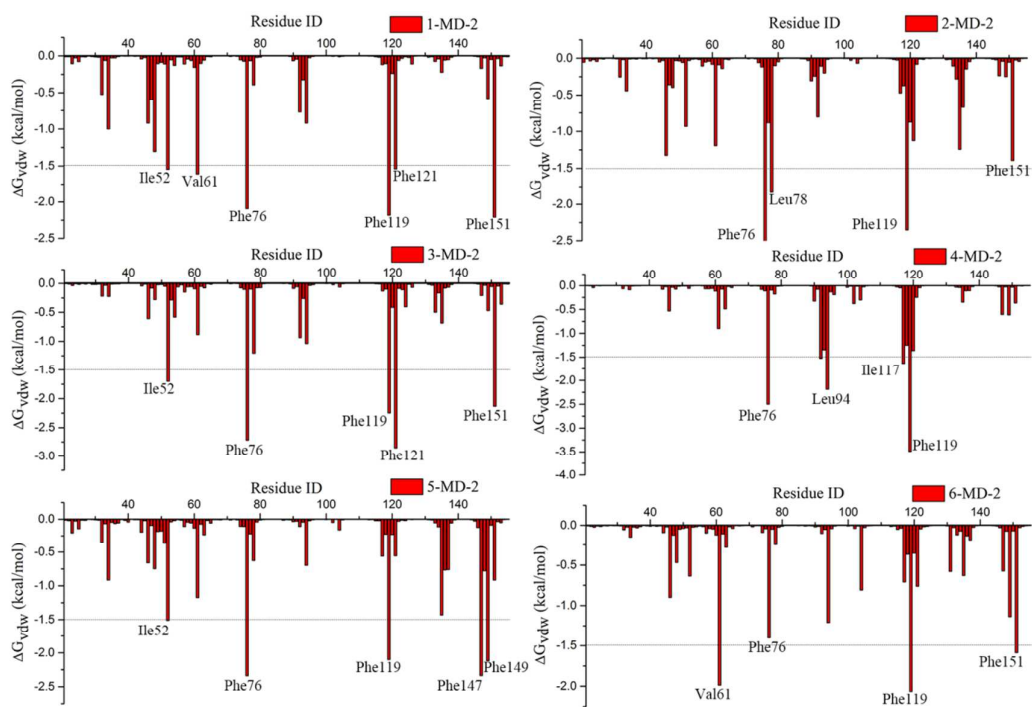 Residue ID 1-MD-2
40 60 80 100 120 140
0.0
-0.5
-1.0
-1.5
-2.0
-2.5
ΔGvdw (kcal/mol)
Ile52
Val61
Phe76
Phe119
Phe121
Phe151
Residue ID 2-MD-2
40 60 80 100 120 140
0.0
-0.5
-1.0
-1.5
-2.0
-2.5
ΔGvdw (kcal/mol)
Phe76
Leu78
Phe119
Phe151
Residue ID 3-MD-2
40 60 80 100 120 140
0.0
-0.5
-1.0
-1.5
-2.0
-2.5
-3.0
ΔGvdw (kcal/mol)
Ile52
Phe76
Phe119
Phe121
Phe151
Residue ID 4-MD-2
40 60 80 100 120 140
0.0
-0.5
-1.0
-1.5
-2.0
-2.5
-3.0
-3.5
-4.0
ΔGvdw (kcal/mol)
Phe76
Leu94
Ile117
Phe119
Residue ID 5-MD-2
40 60 80 100 120 140
0.0
-0.5
-1.0
-1.5
-2.0
-2.5
ΔGvdw (kcal/mol)
Ile52
Phe76
Phe119
Phe147
Phe149
Residue ID 6-MD-2
40 60 80 100 120 140
0.0
-0.5
-1.0
-1.5
-2.0
ΔGvdw (kcal/mol)
Val61
Phe76
Phe119
Phe151